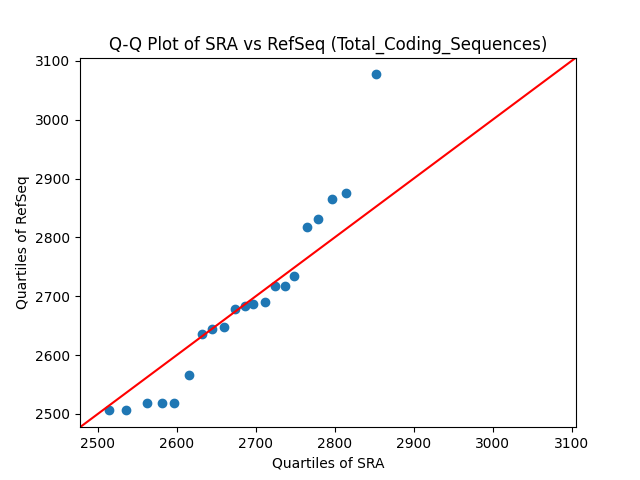 Q-Q Plot of SRA vs RefSeq (Total_Coding_Sequences)
3100
3000
2900
2800
2700
2600
2500
Quartiles of RefSeq
2500 2600 2700 2800 2900 3000 3100
Quartiles of SRA